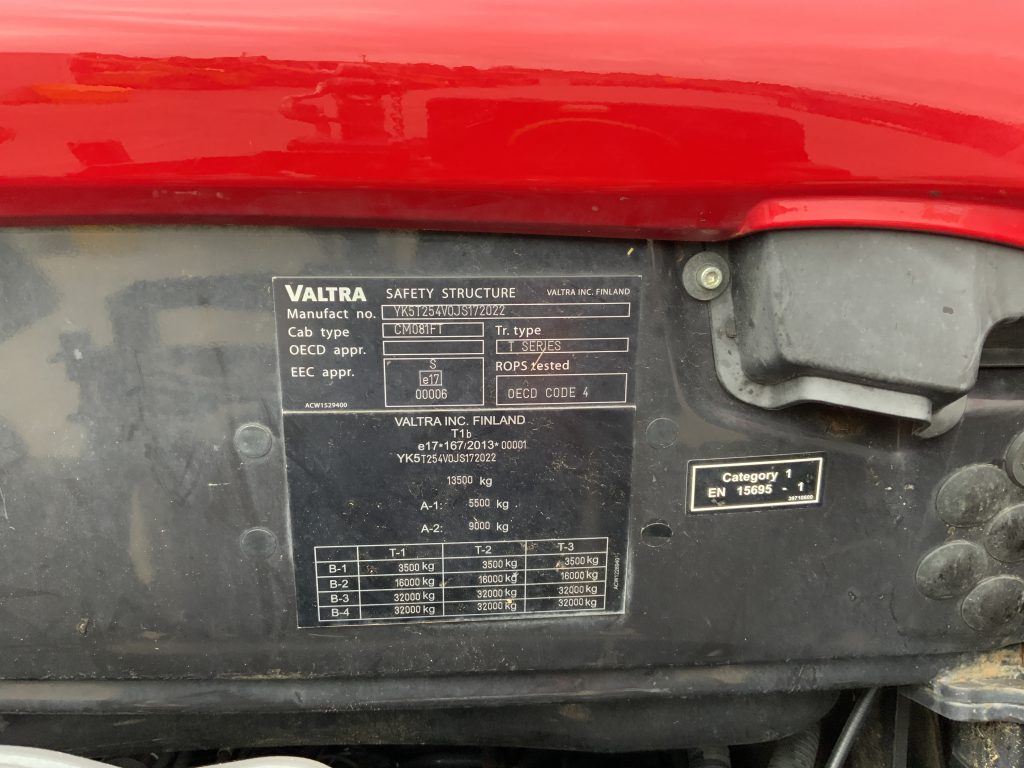 VALTRA SAFETY STRUCTURE VALTRA INC. FINLAND
Manufact no. YK5T254V0JS172022
Cab type CM081FT Tr. type
OECD appr. T SERIES
EEC appr. S ROPS tested
e17
00006 OECD CODE 4
ACW1529400
VALTRA INC. FINLAND
T1b
e17*167/2013*00001
YK5T254V0JS172022
13500 kg
A-1: 5500 kg
A-2: 9000 kg
T-1 T-2 T-3
B-1 3500 kg 3500 kg 3500 kg
B-2 16000 kg 16000 kg 16000 kg
B-3 32000 kg 32000 kg 32000 kg
B-4 32000 kg 32000 kg 32000 kg
Category 1
EN 15695 - 1